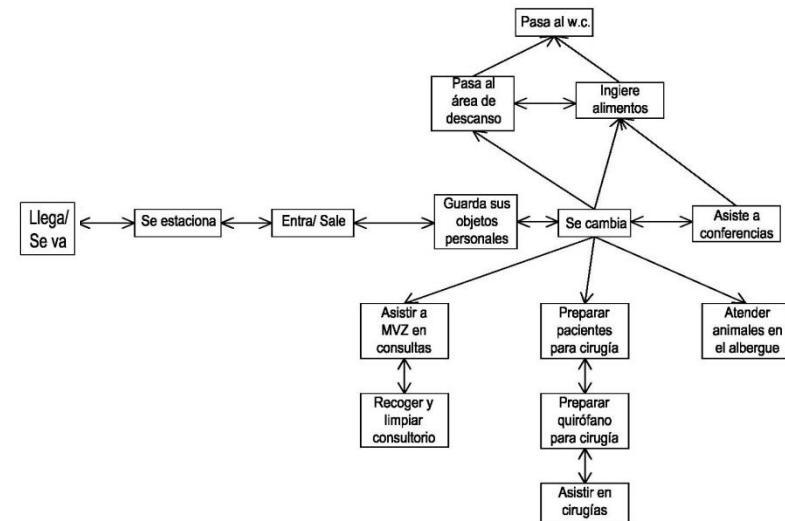 Pasa al w.c.
Pasa al
área de
descanso
Ingiere
alimentos
Llega/
Se va
Se estaciona
Entra/ Sale
Guarda sus
objetos
personales
Se cambia
Asiste a
conferencias
Asistir a
MVZ en
consultas
Preparar
pacientes
para cirugía
Atender
animales en
el albergue
Recoger y
limpiar
consultorio
Preparar
quirófano
para cirugía
Asistir en
cirugías